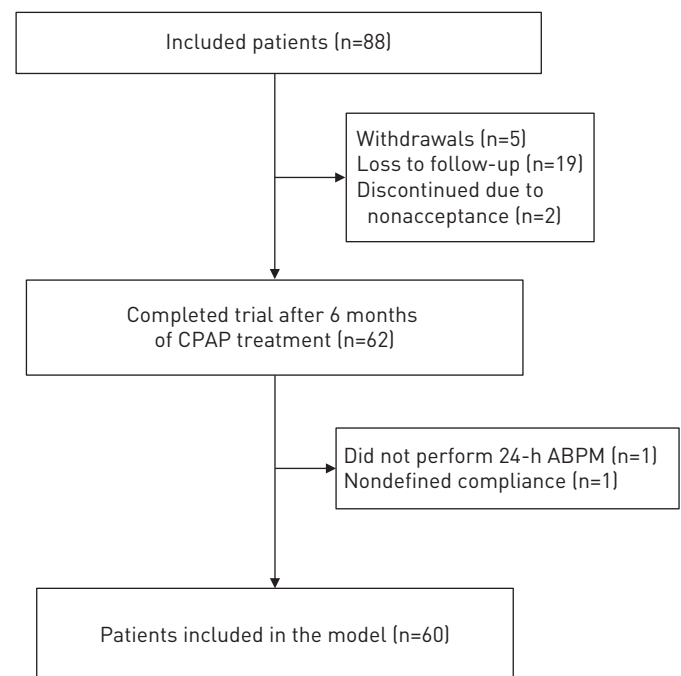 Included patients (n=88)
Withdrawals (n=5)
Loss to follow-up (n=19)
Discontinued due to
nonacceptance (n=2)
Completed trial after 6 months
of CPAP treatment (n=62)
Did not perform 24-h ABPM (n=1)
Nondefined compliance (n=1)
Patients included in the model (n=60)